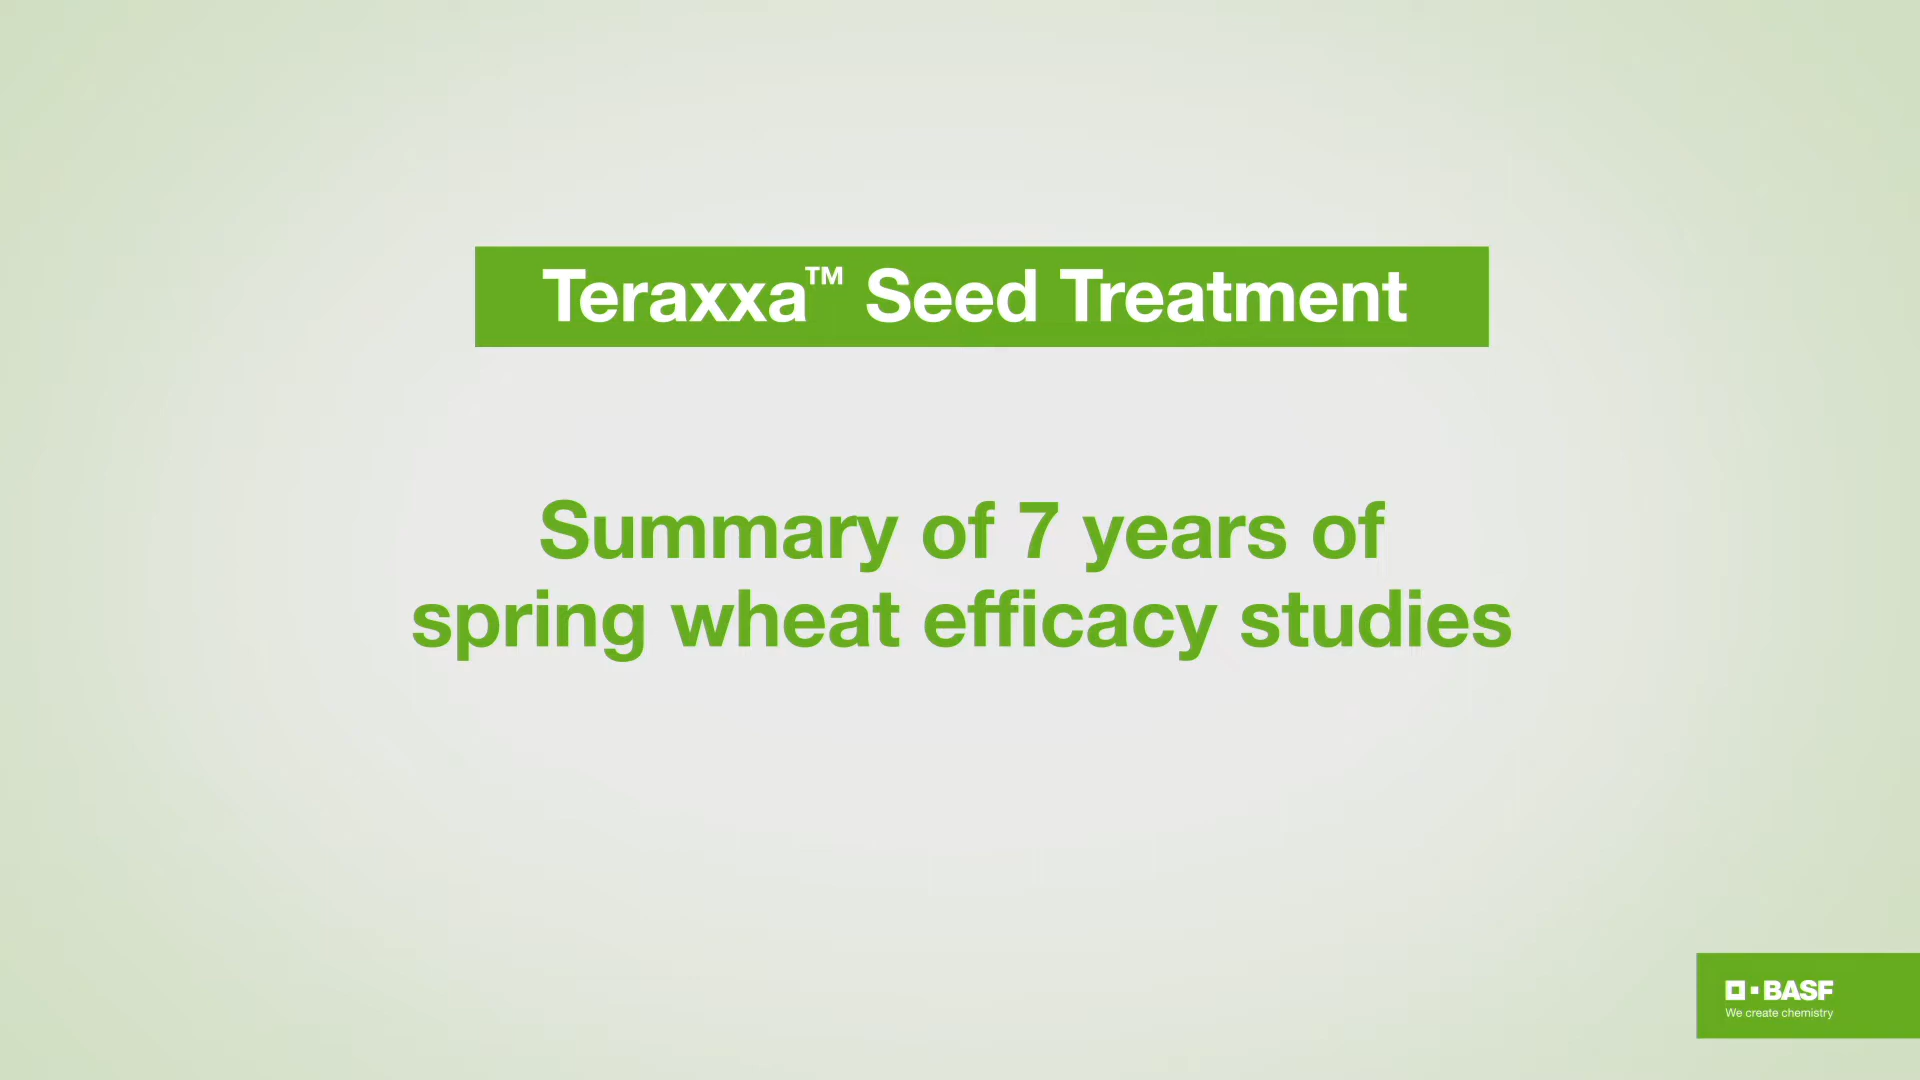 Teraxxa™ Seed Treatment
Summary of 7 years of
spring wheat efficacy studies
BASF
We create chemistry